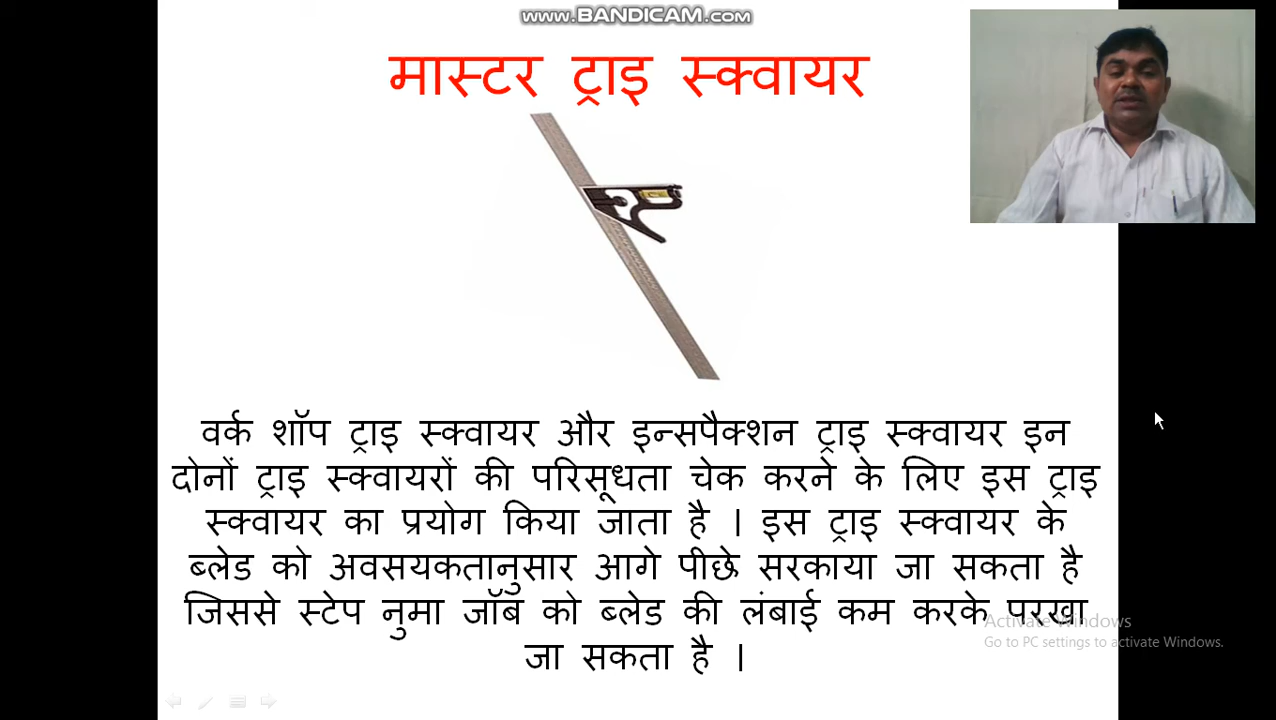 www.BANDICAM.com
मास्टर ट्राइ स्क्वायर
वर्क शॉप ट्राइ स्क्वायर और इन्सपैक्शन ट्राइ स्क्वायर इन
दोनों ट्राइ स्क्वायरों की परिसूधता चेक करने के लिए इस ट्राइ
स्क्वायर का प्रयोग किया जाता है । इस ट्राइ स्क्वायर के
ब्लेड को अवसयकतानुसार आगे पीछे सरकाया जा सकता है
जिससे स्टेप नुमा जॉब को ब्लेड की लंबाई कम करके परखा
जा सकता है ।
Activate Windows
Go to PC settings to activate Windows.